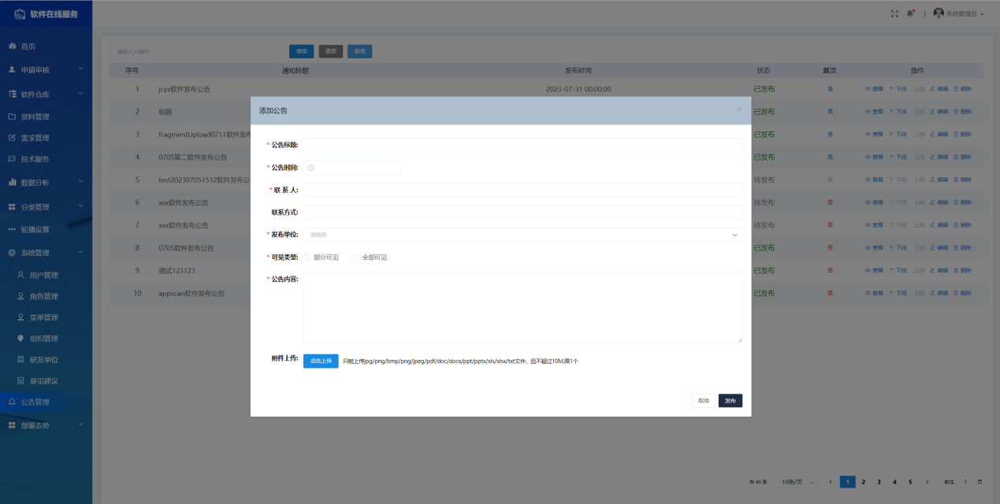 软件在线服务
系统管理员
首页
申请审核
软件仓库
资料管理
需求管理
技术服务
数据分析
分类管理
轮播设置
系统管理
用户管理
角色管理
菜单管理
组织管理
研发单位
意见建议
公告管理
部署态势
请输入关键字 搜索 重置 新增
序号 通知标题 发布时间 状态 置顶 操作
1 jcyz软件发布公告 2023-07-31 00:00:00 已发布 是 查看 下线 上线 编辑 删除
2 标题 已发布 是 查看 下线 上线 编辑 删除
3 fragmentUpload0711软件发布 已发布 是 查看 下线 上线 编辑 删除
4 0705第二软件发布公告 已发布 是 查看 下线 上线 编辑 删除
5 test202307051512软件发布公 待发布 是 查看 下线 上线 编辑 删除
6 xxx软件发布公告 待发布 否 查看 下线 上线 编辑 删除
7 xxx软件发布公告 待发布 否 查看 下线 上线 编辑 删除
8 0705软件发布公告 已发布 否 查看 下线 上线 编辑 删除
9 测试123123 已发布 否 查看 下线 上线 编辑 删除
10 appscan软件发布公告 已发布 否 查看 下线 上线 编辑 删除
添加公告
* 公告标题:
* 公告时间:
* 联 系 人:
联系方式:
* 发布单位: 请选择
* 可见类型: 部分可见 全部可见
* 公告内容:
附件上传: 点击上传 只能上传jpg/png/bmp/png/jpeg/pdf/doc/docx/ppt/pptx/xls/xlsx/txt文件，且不超过10M,限1个
取消 发布
共 49 条 10条/页 1 2 3 4 5 前往 1 页